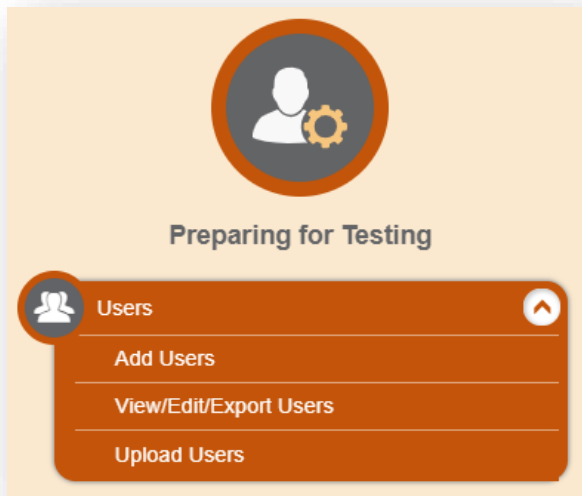 Preparing for Testing
Users
Add Users
View/Edit/Export Users
Upload Users